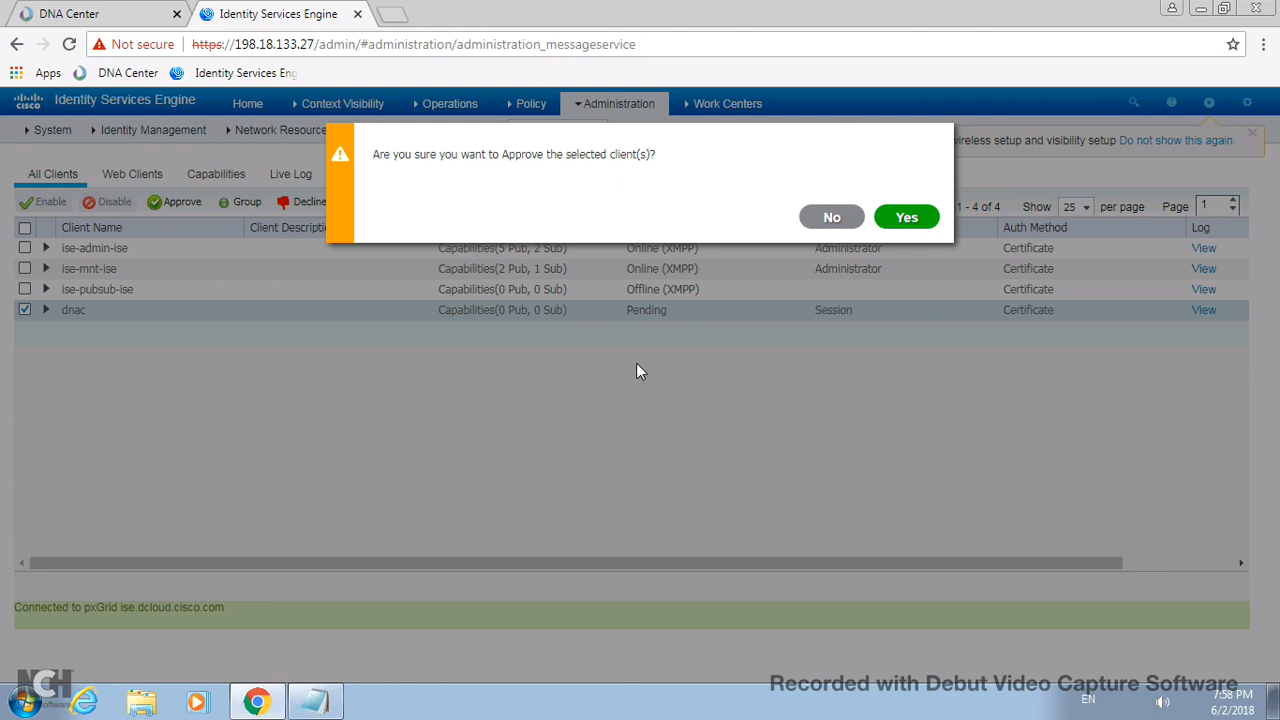 DNA Center
Identity Services Engine
Not secure https://198.18.133.27/admin/#administration/administration_messageservice
Apps DNA Center Identity Services Eng
CISCO Identity Services Engine Home Context Visibility Operations Policy Administration Work Centers
System Identity Management Network Resource
wireless setup and visibility setup Do not show this again.
Are you sure you want to Approve the selected client(s)?
No Yes
All Clients Web Clients Capabilities Live Log
Enable Disable Approve Group Decline 1 - 4 of 4 Show 25 per page Page 1
Client Name Client Descripti Auth Method Log
ise-admin-ise Capabilities(5 Pub, 2 Sub) Online (XMPP) Administrator Certificate View
ise-mnt-ise Capabilities(2 Pub, 1 Sub) Online (XMPP) Administrator Certificate View
ise-pubsub-ise Capabilities(0 Pub, 0 Sub) Offline (XMPP) Certificate View
dnac Capabilities(0 Pub, 0 Sub) Pending Session Certificate View
Connected to pxGrid ise.dcloud.cisco.com
NCH
Software
Recorded with Debut Video Capture Software
EN
7:58 PM
6/2/2018